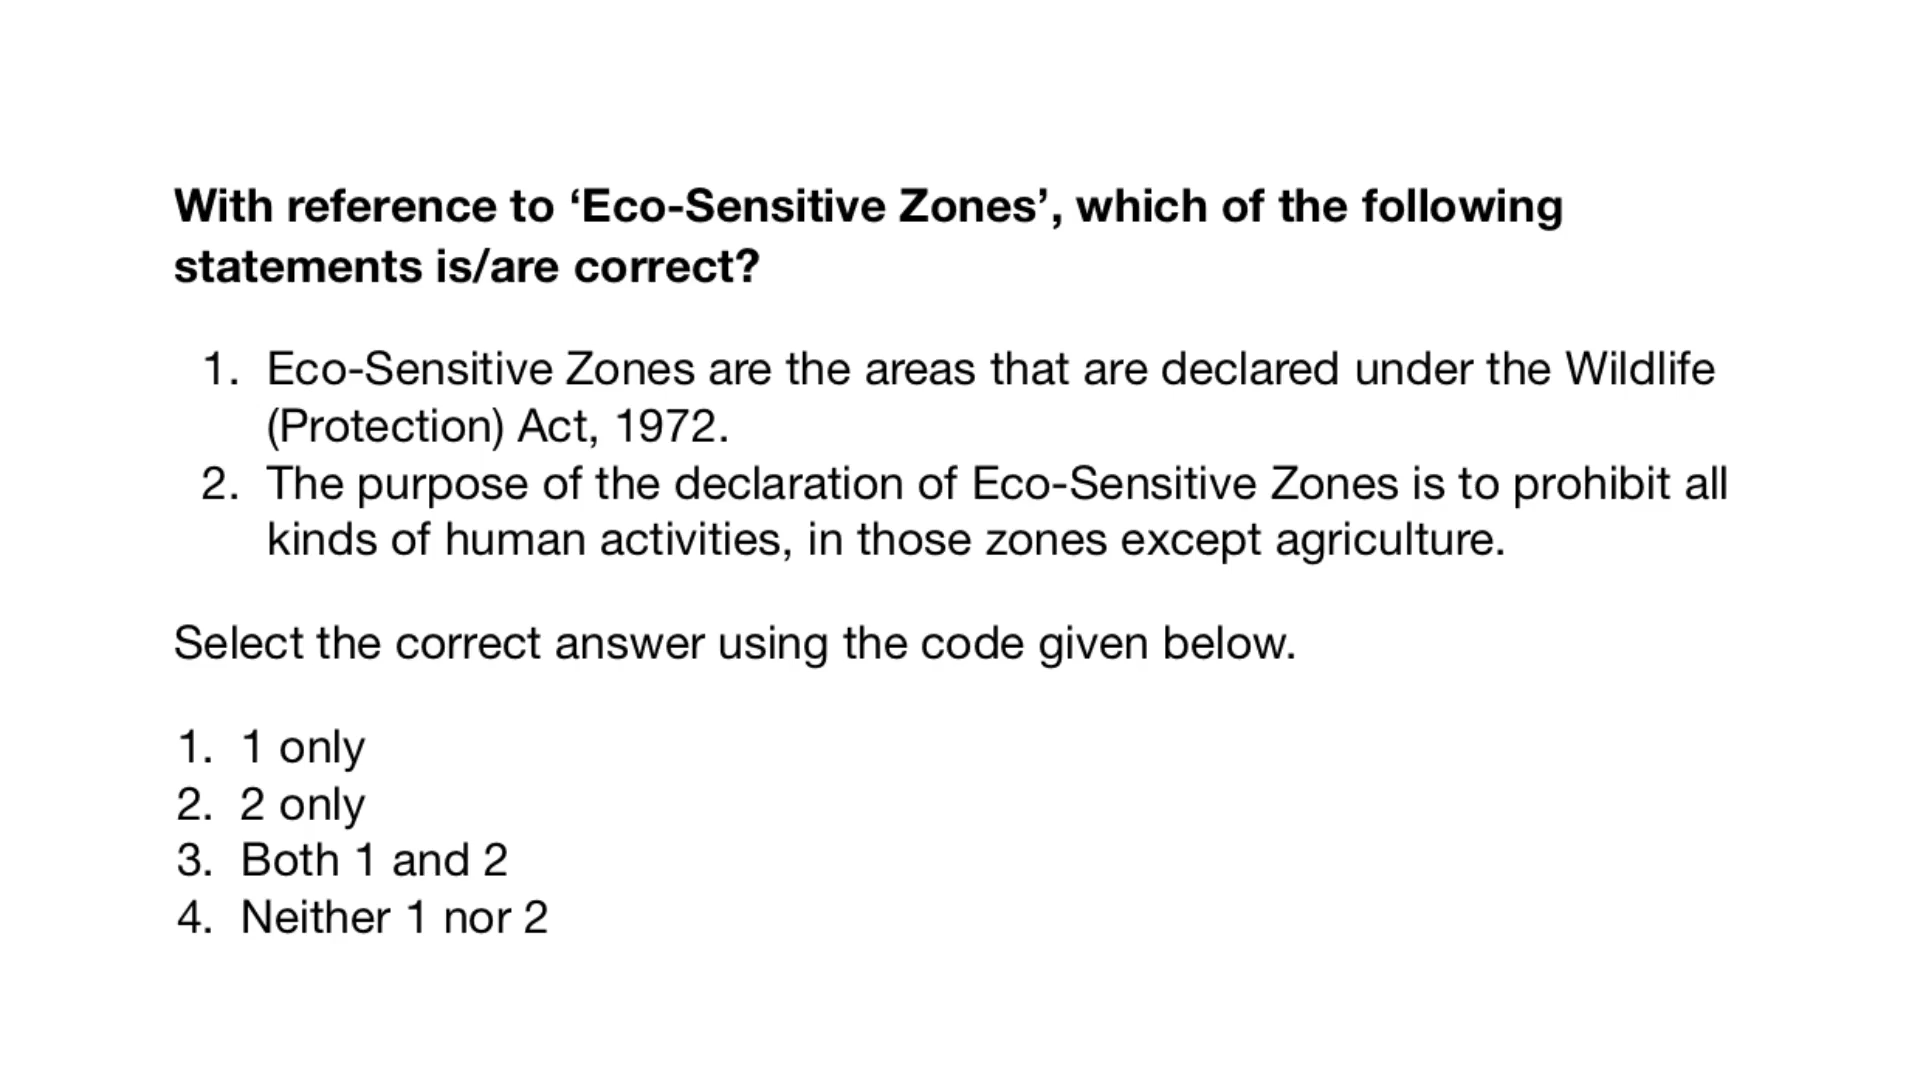 With reference to ‘Eco-Sensitive Zones’, which of the following
statements is/are correct?
1. Eco-Sensitive Zones are the areas that are declared under the Wildlife
(Protection) Act, 1972.
2. The purpose of the declaration of Eco-Sensitive Zones is to prohibit all
kinds of human activities, in those zones except agriculture.
Select the correct answer using the code given below.
1. 1 only
2. 2 only
3. Both 1 and 2
4. Neither 1 nor 2